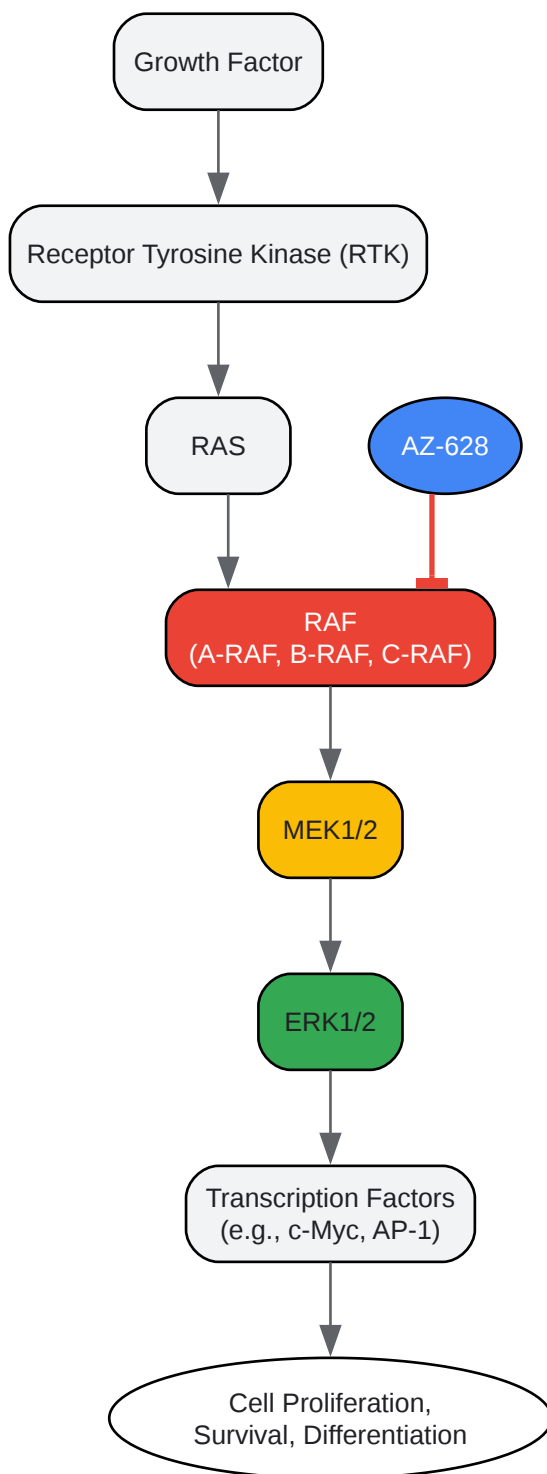 Growth Factor
Receptor Tyrosine Kinase (RTK)
RAS
AZ-628
RAF
(A-RAF, B-RAF, C-RAF)
MEK1/2
ERK1/2
Transcription Factors
(e.g., c-Myc, AP-1)
Cell Proliferation,
Survival, Differentiation